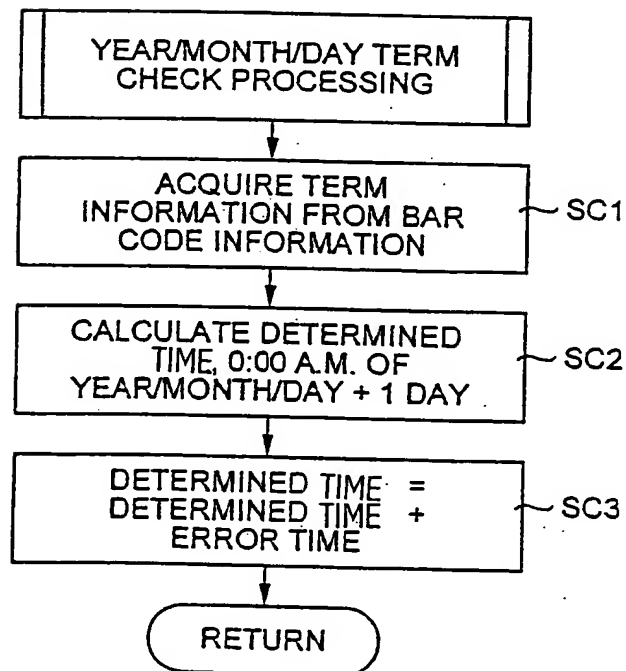 YEAR/MONTH/DAY TERM
CHECK PROCESSING
ACQUIRE TERM
INFORMATION FROM BAR
CODE INFORMATION
SC1
CALCULATE DETERMINED
TIME, 0:00 A.M. OF
YEAR/MONTH/DAY + 1 DAY
SC2
DETERMINED TIME =
DETERMINED TIME +
ERROR TIME
SC3
RETURN